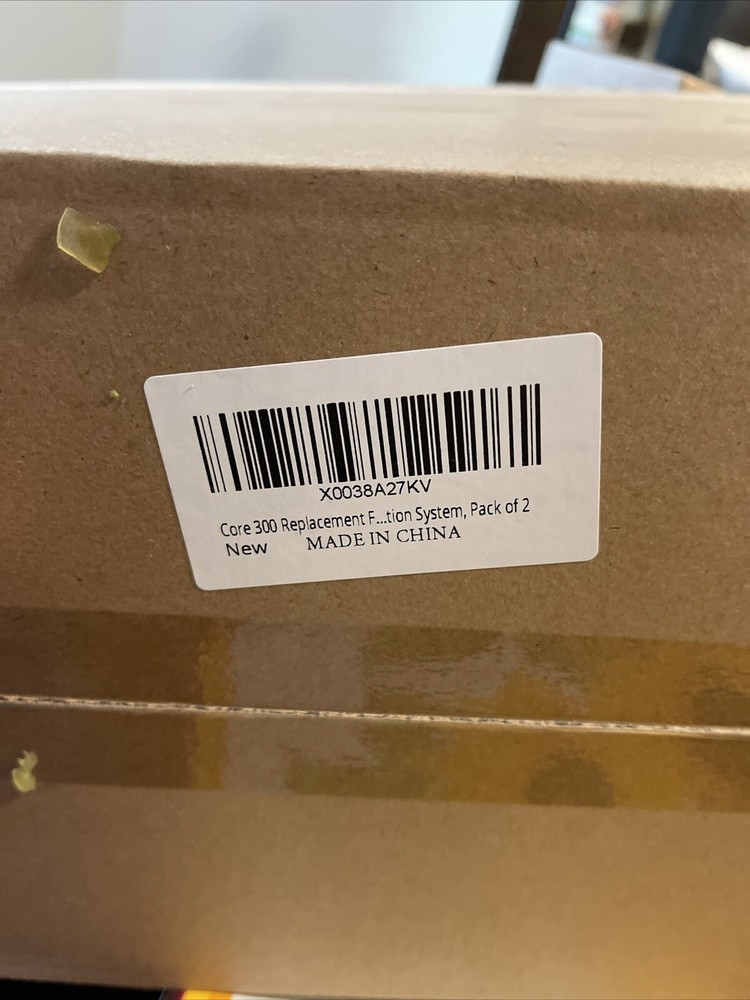 X0038A27KV
Core 300 Replacement F...tion System, Pack of 2
New MADE IN CHINA